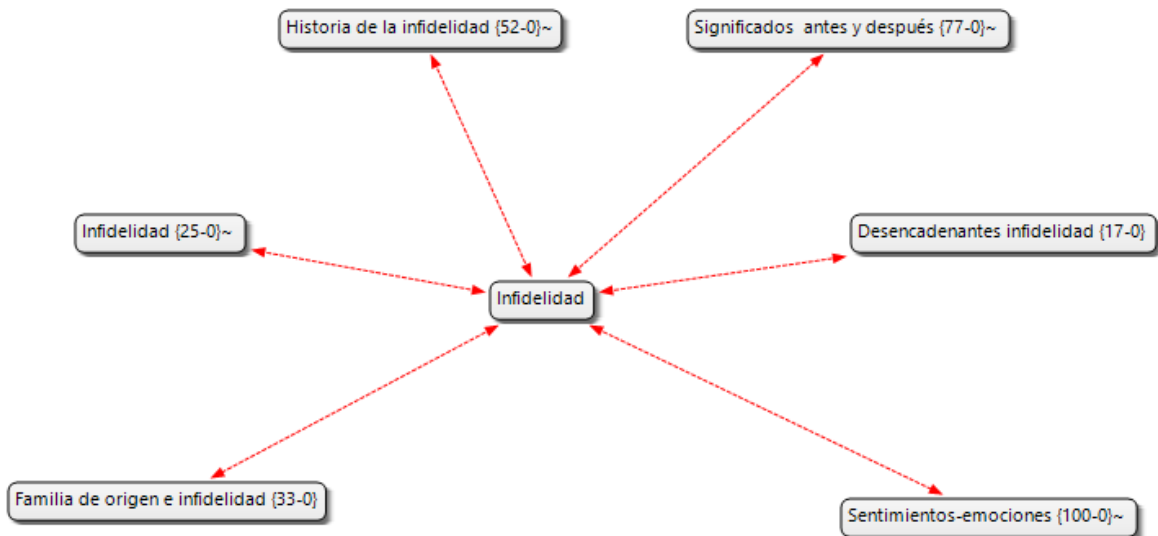 Historia de la infidelidad {52-0}~
Significados  antes y después {77-0}~
Infidelidad {25-0}~
Desencadenantes infidelidad {17-0}
Infidelidad
Familia de origen e infidelidad {33-0}
Sentimientos-emociones {100-0}~